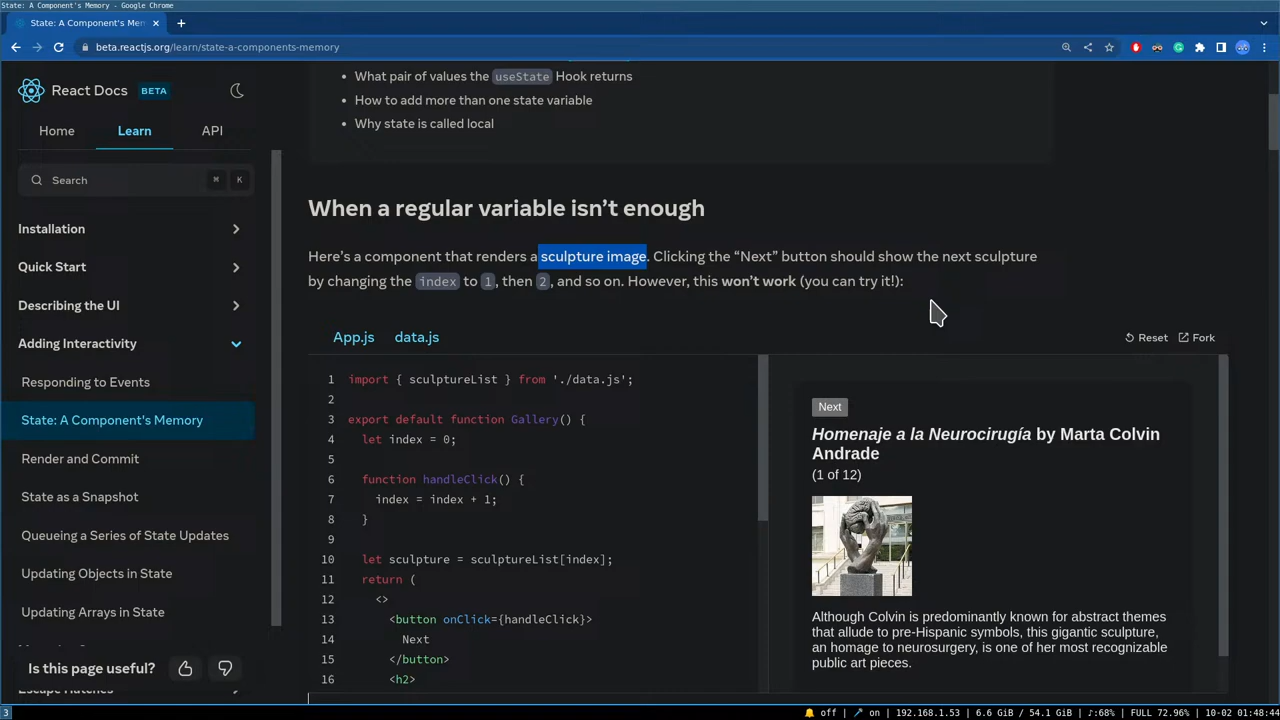 State: A Component's Memory - Google Chrome
State: A Component's Mem
beta.reactjs.org/learn/state-a-components-memory
React Docs BETA
Home Learn API
Search ⌘ K
Installation
Quick Start
Describing the UI
Adding Interactivity
Responding to Events
State: A Component's Memory
Render and Commit
State as a Snapshot
Queueing a Series of State Updates
Updating Objects in State
Updating Arrays in State
Is this page useful?
Escape Hatches
What pair of values the useState Hook returns
How to add more than one state variable
Why state is called local
When a regular variable isn’t enough
Here’s a component that renders a sculpture image. Clicking the “Next” button should show the next sculpture
by changing the index to 1, then 2, and so on. However, this won’t work (you can try it!):
App.js data.js
Reset Fork
1 import { sculptureList } from './data.js';
2
3 export default function Gallery() {
4 let index = 0;
5
6 function handleClick() {
7 index = index + 1;
8 }
9
10 let sculpture = sculptureList[index];
11 return (
12 <>
13 <button onClick={handleClick}>
14 Next
15 </button>
16 <h2>
Next
Homenaje a la Neurocirugía by Marta Colvin
Andrade
(1 of 12)
Although Colvin is predominantly known for abstract themes
that allude to pre-Hispanic symbols, this gigantic sculpture,
an homage to neurosurgery, is one of her most recognizable
public art pieces.
3
off | on | 192.168.1.53 | 6.6 GiB / 54.1 GiB | ♪:68% | FULL 72.96% | 10-02 01:48:44